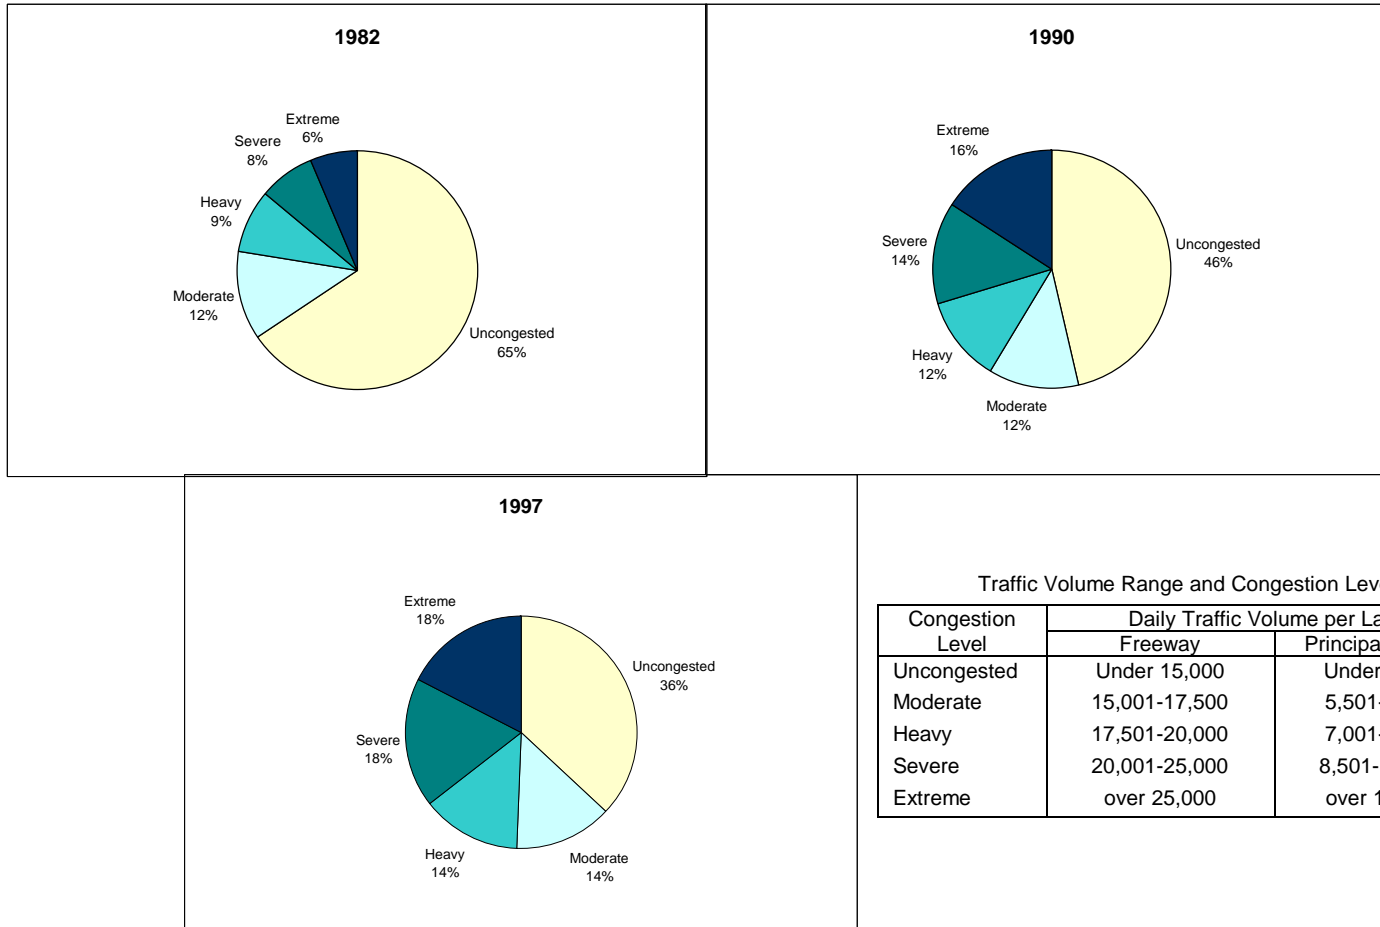 1982
Extreme
6%
Severe
8%
Heavy
9%
Moderate
12%
Uncongested
65%
1990
Extreme
16%
Severe
14%
Heavy
12%
Moderate
12%
Uncongested
46%
1997
Extreme
18%
Severe
18%
Heavy
14%
Moderate
14%
Uncongested
36%
Traffic Volume Range and Congestion
Congestion Level
Daily Traffic Volume per
Freeway
Uncongested Under 15,000 Under
Moderate 15,001-17,500 5,501-
Heavy 17,501-20,000 7,001-
Severe 20,001-25,000 8,501-
Extreme over 25,000 over